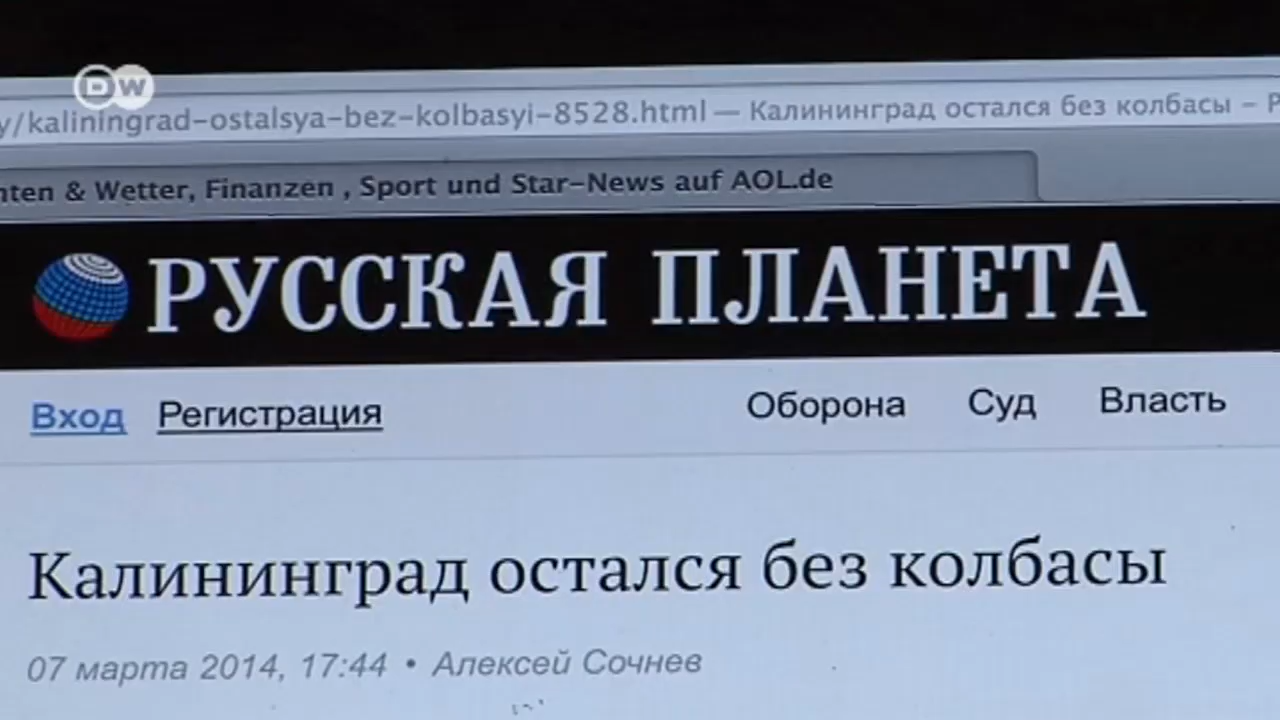 DW
y/kaliningrad-ostalsya-bez-kolbasyi-8528.html — Калининград остался без колбасы – Р
nten & Wetter, Finanzen , Sport und Star-News auf AOL.de
РУССКАЯ ПЛАНЕТА
Вход Регистрация Оборона Суд Власть
Калининград остался без колбасы
07 марта 2014, 17:44 • Алексей Сочнев